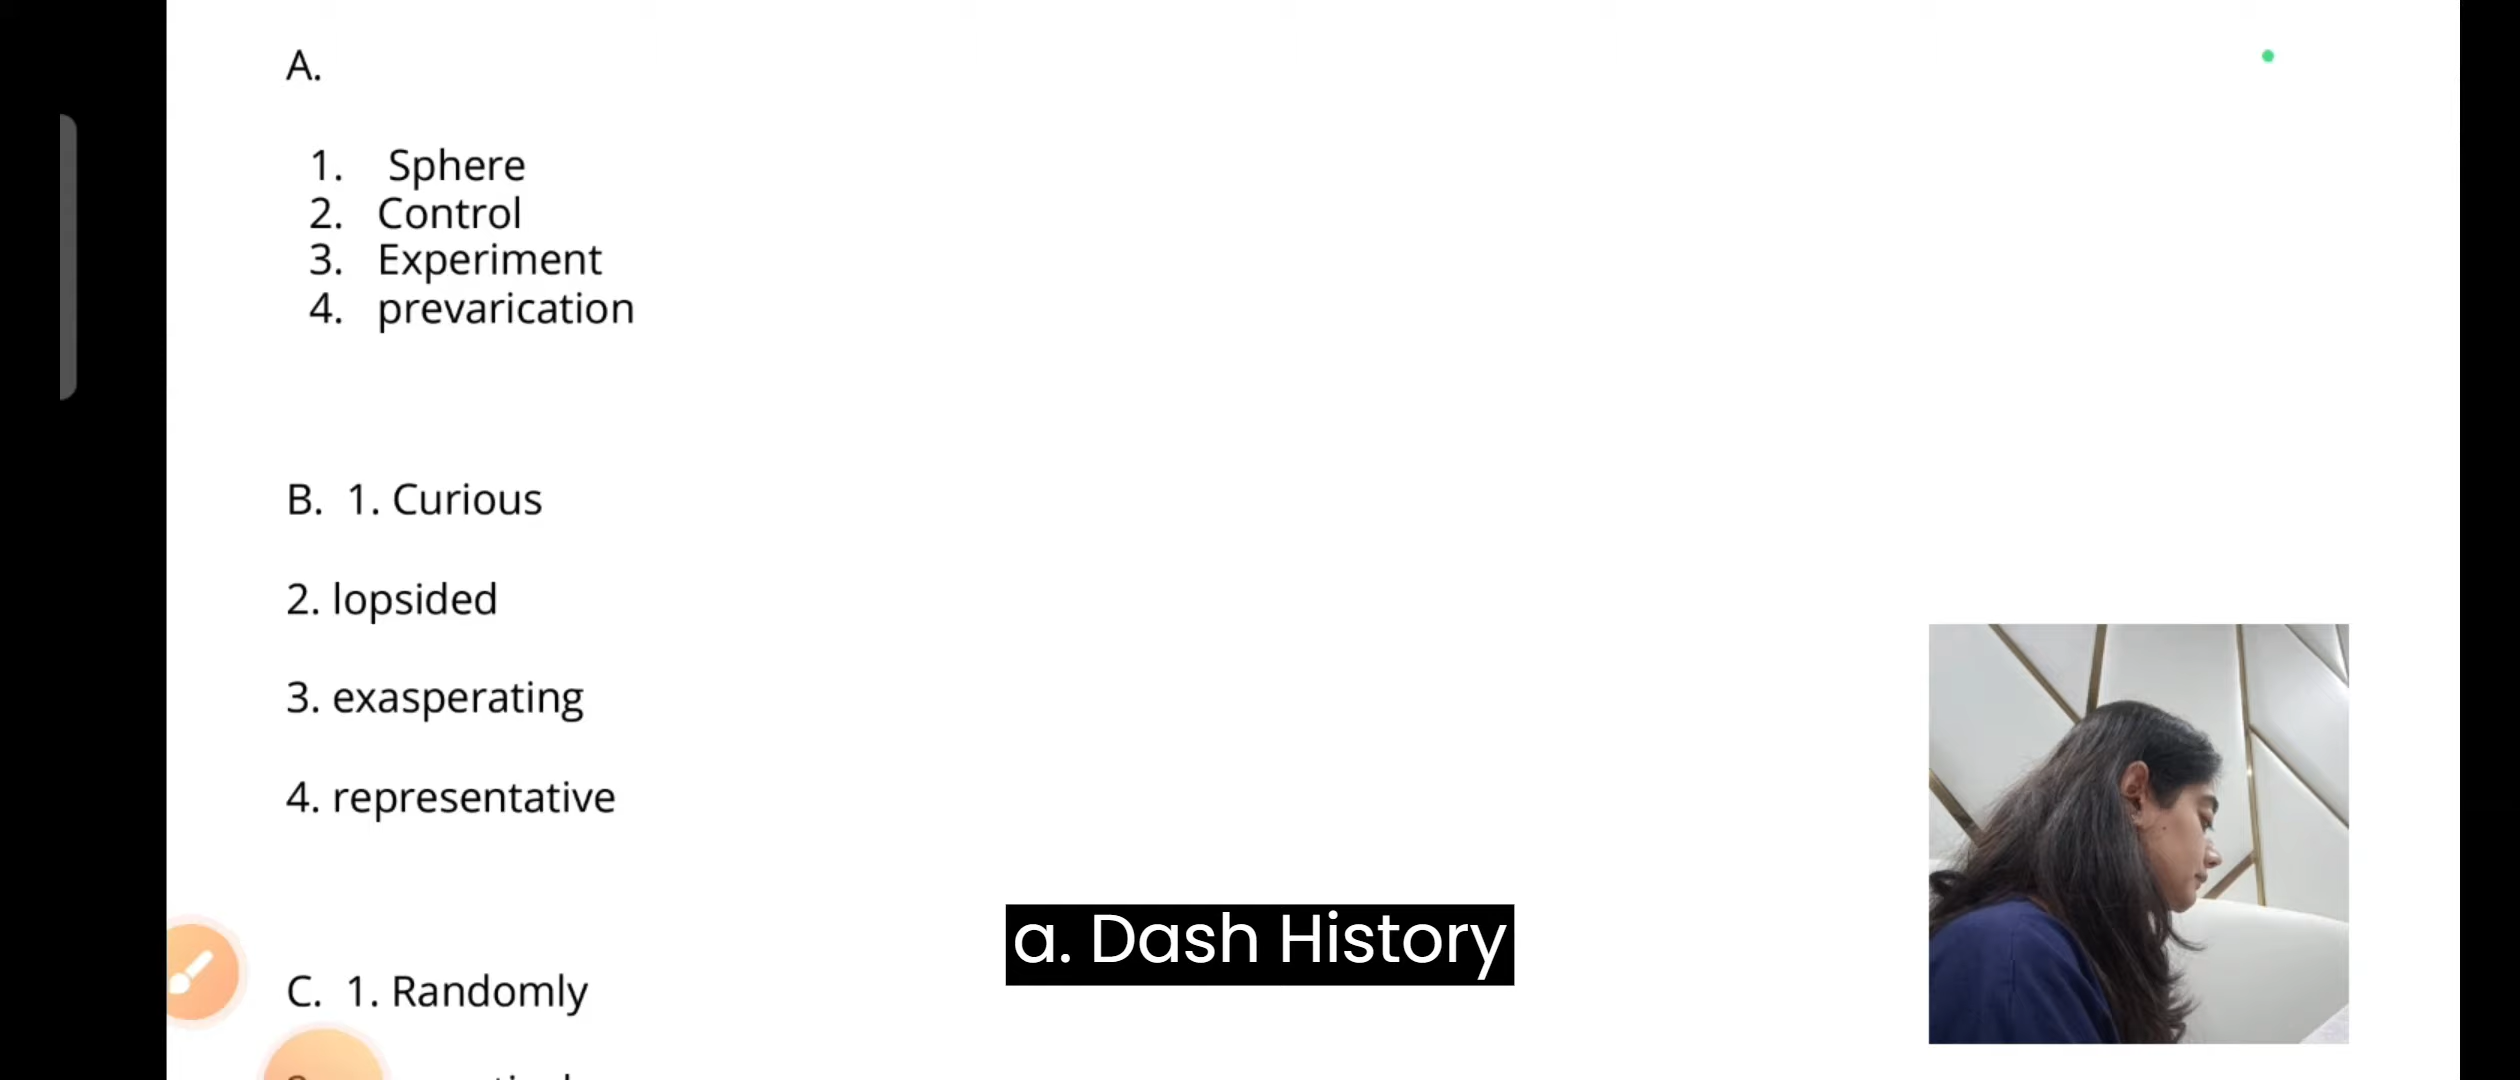 A.
1. Sphere
2. Control
3. Experiment
4. prevarication
B. 1. Curious
2. lopsided
3. exasperating
4. representative
a. Dash History
C. 1. Randomly